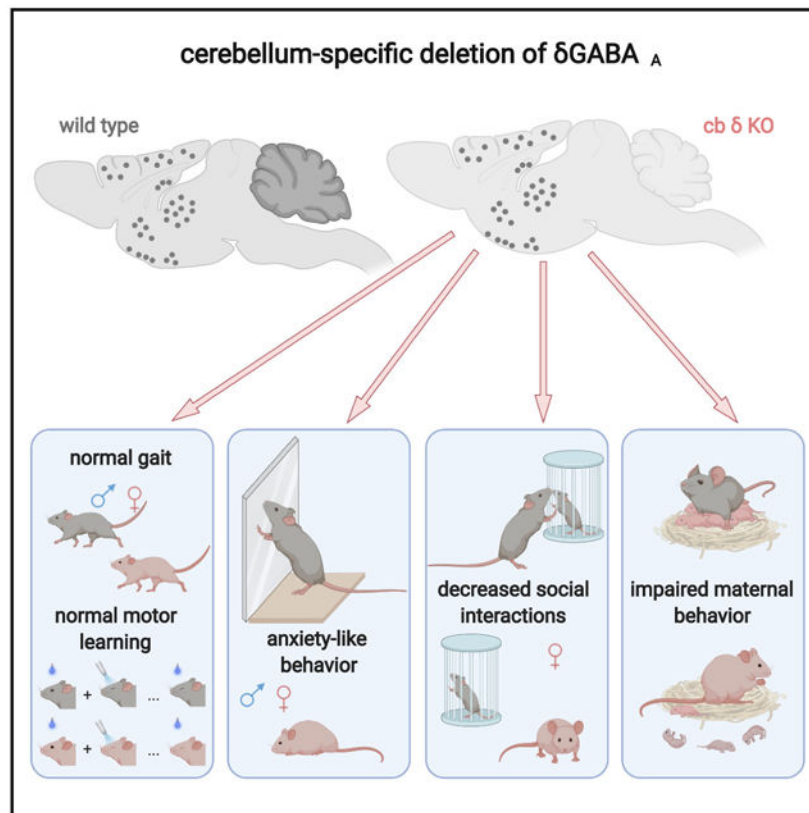 cerebellum-specific deletion of δGABA A
wild type
cb δ KO
normal gait
♂ ♀
normal motor
learning
+ ...
+ ...
anxiety-like
behavior
♂ ♀
decreased social
interactions
♀
impaired maternal
behavior